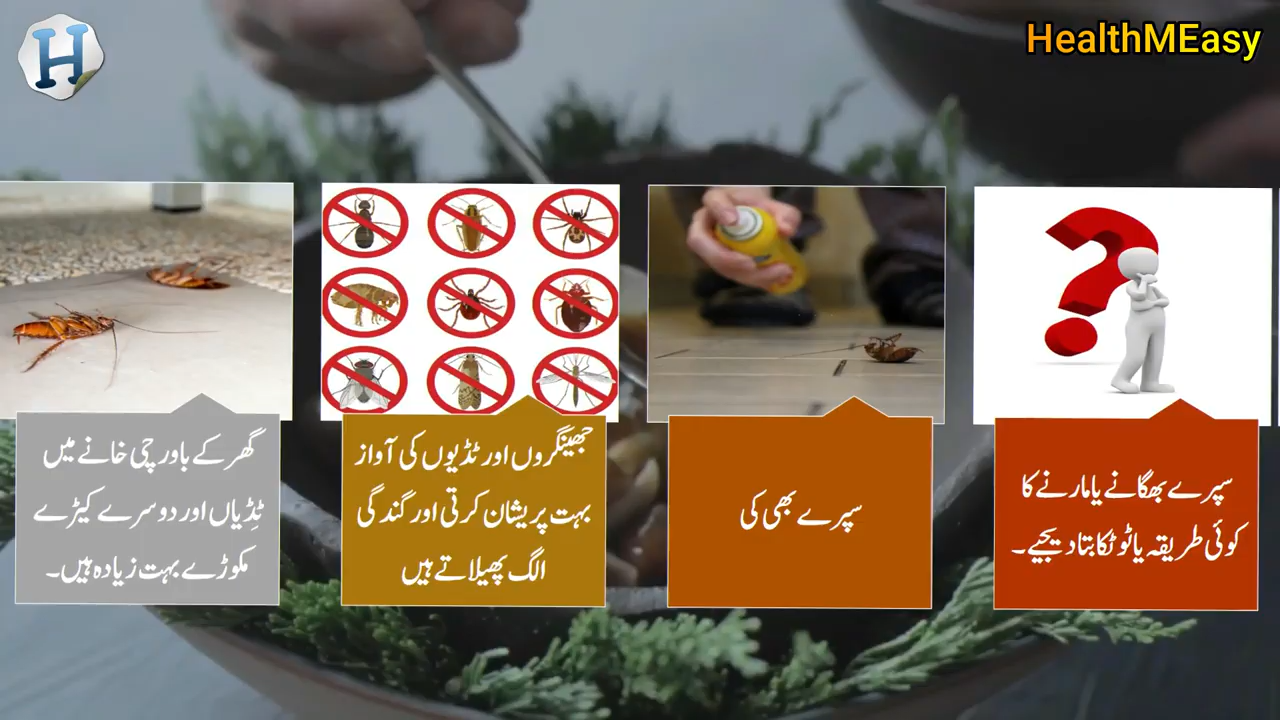 H
HealthMEasy
گھر کے باورچی خانے میں
ٹِڈیاں اور دوسرے کیڑے
مکوڑے بہت زیادہ ہیں۔
جھینگروں اور ٹڈیوں کی آواز
بہت پریشان کرتی اور گندگی
الگ پھیلاتے ہیں
سپرے بھی کی
سپرے بھگانے یا مارنے کا
کوئی طریقہ یا ٹوٹکا بتا دیجیے۔